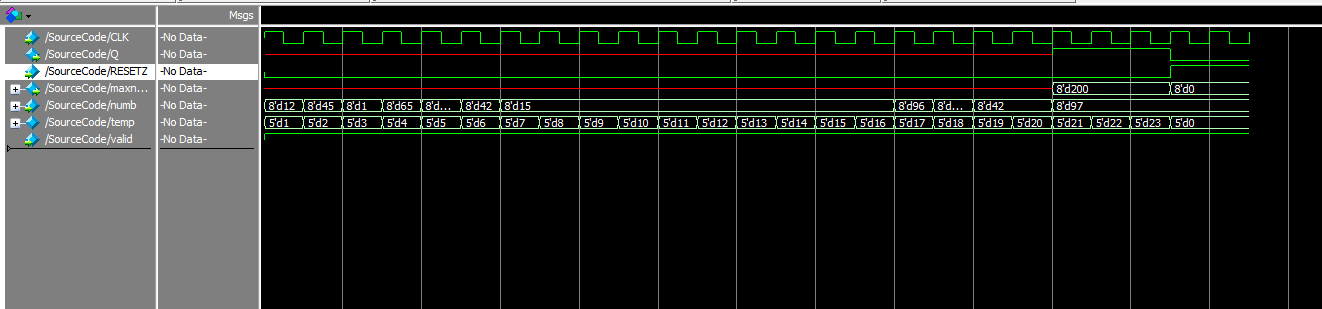 Msgs
/SourceCode/CLK -No Data-
/SourceCode/Q -No Data-
/SourceCode/RESETZ -No Data-
/SourceCode/maxn... -No Data- 8'd200 8'd0
/SourceCode/numb -No Data- 8'd12 8'd45 8'd1 8'd65 8'd... 8'd42 8'd15 8'd96 8'd... 8'd42 8'd97
/SourceCode/temp -No Data- 5'd1 5'd2 5'd3 5'd4 5'd5 5'd6 5'd7 5'd8 5'd9 5'd10 5'd11 5'd12 5'd13 5'd14 5'd15 5'd16 5'd17 5'd18 5'd19 5'd20 5'd21 5'd22 5'd23 5'd0
/SourceCode/valid -No Data-